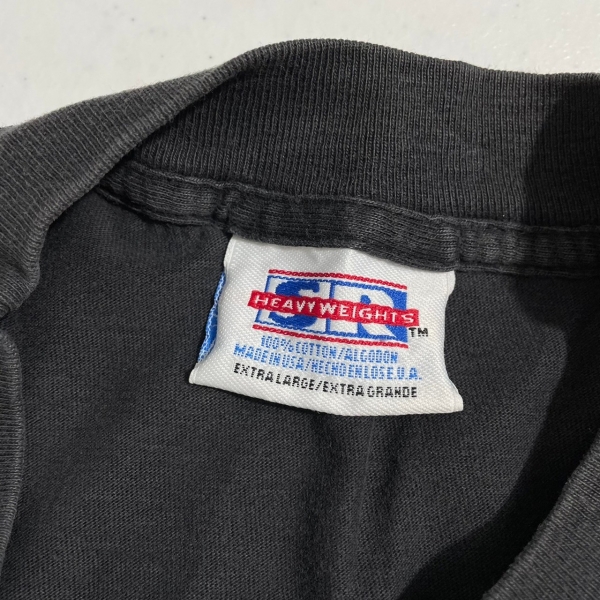 SR
HEAVYWEIGHTS
TM
100% COTTON/ALGODON
MADE IN USA/HECHO EN LOS E.U.A.
EXTRA LARGE/EXTRA GRANDE